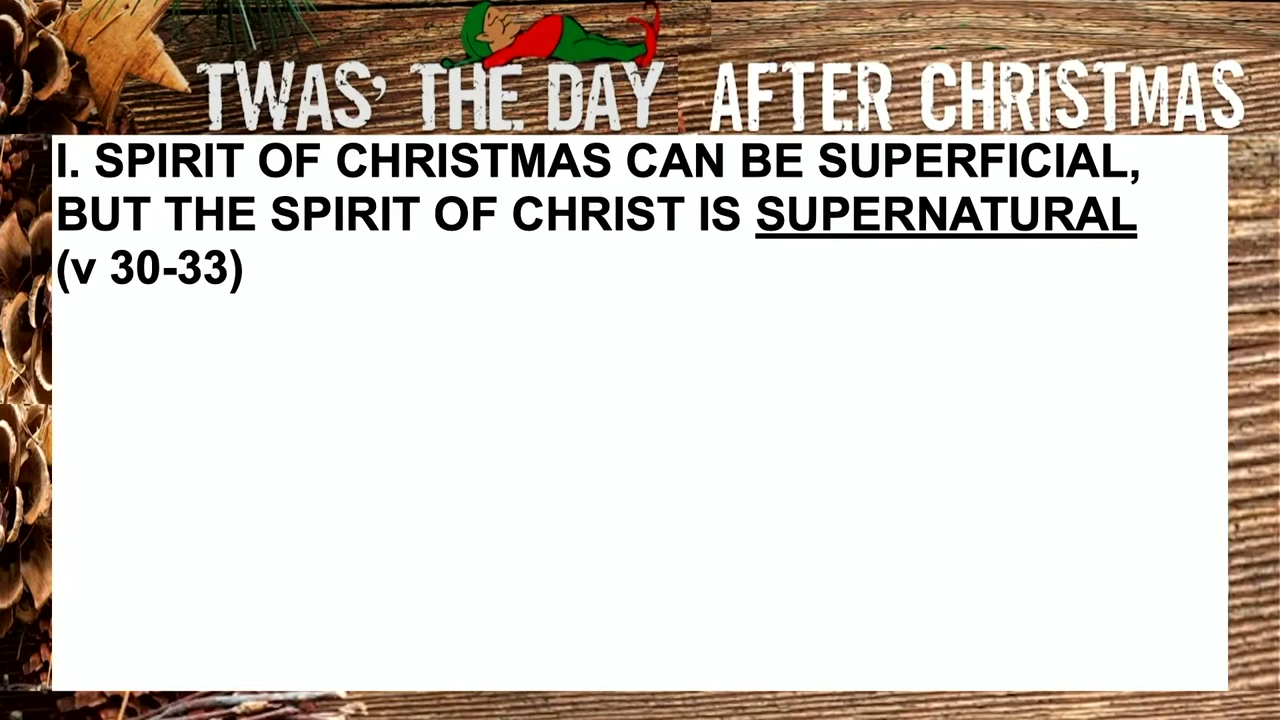 TWAS' THE DAY AFTER CHRISTMAS
I. SPIRIT OF CHRISTMAS CAN BE SUPERFICIAL,
BUT THE SPIRIT OF CHRIST IS SUPERNATURAL
(v 30-33)